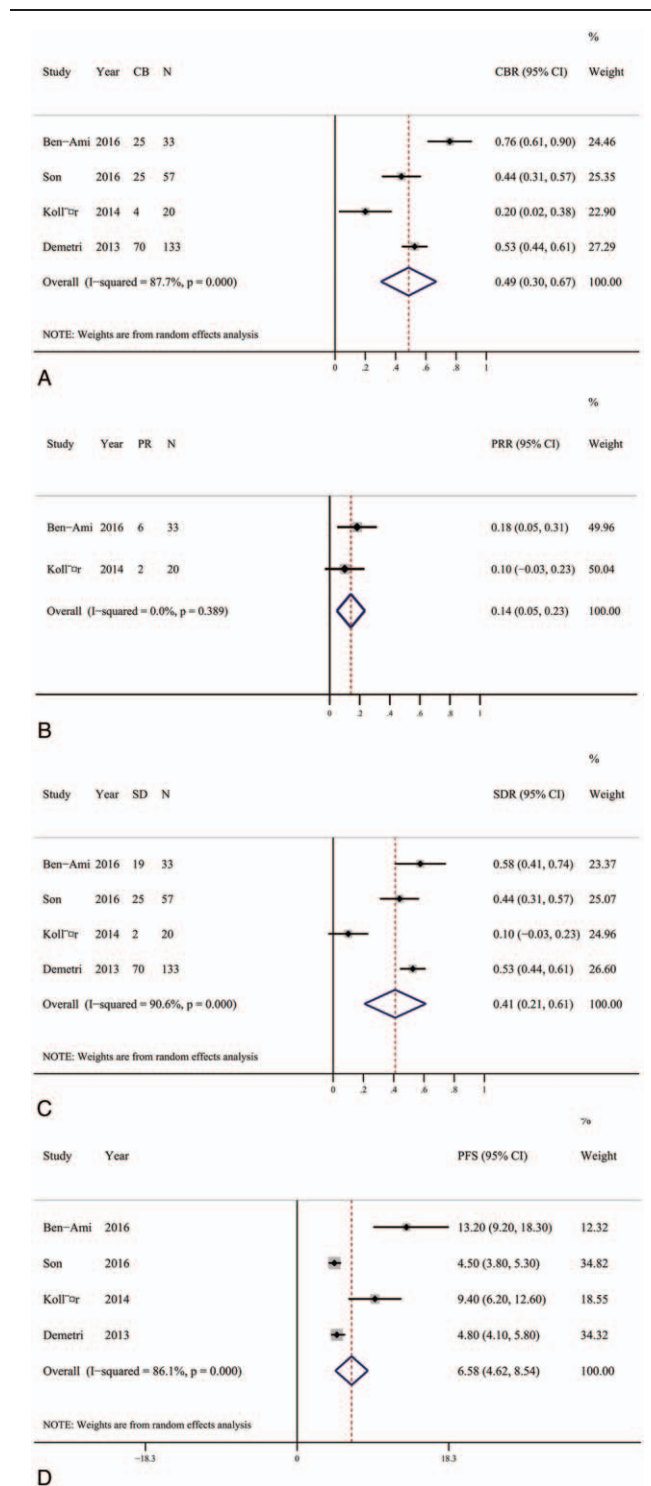 %
Study Year CB N CBR (95% CI) Weight
Ben−Ami 2016 25 33 0.76 (0.61, 0.90) 24.46
Son 2016 25 57 0.44 (0.31, 0.57) 25.35
Koll¨¤r 2014 4 20 0.20 (0.02, 0.38) 22.90
Demetri 2013 70 133 0.53 (0.44, 0.61) 27.29
Overall (I−squared = 87.7%, p = 0.000) 0.49 (0.30, 0.67) 100.00
NOTE: Weights are from random effects analysis
0 .2 .4 .6 .8 1
A
%
Study Year PR N PRR (95% CI) Weight
Ben−Ami 2016 6 33 0.18 (0.05, 0.31) 49.96
Koll¨¤r 2014 2 20 0.10 (−0.03, 0.23) 50.04
Overall (I−squared = 0.0%, p = 0.389) 0.14 (0.05, 0.23) 100.00
0 .2 .4 .6 .8 1
B
%
Study Year SD N SDR (95% CI) Weight
Ben−Ami 2016 19 33 0.58 (0.41, 0.74) 23.37
Son 2016 25 57 0.44 (0.31, 0.57) 25.07
Koll¨¤r 2014 2 20 0.10 (−0.03, 0.23) 24.96
Demetri 2013 70 133 0.53 (0.44, 0.61) 26.60
Overall (I−squared = 90.6%, p = 0.000) 0.41 (0.21, 0.61) 100.00
NOTE: Weights are from random effects analysis
0 .2 .4 .6 .8 1
C
%
Study Year PFS (95% CI) Weight
Ben−Ami 2016 13.20 (9.20, 18.30) 12.32
Son 2016 4.50 (3.80, 5.30) 34.82
Koll¨¤r 2014 9.40 (6.20, 12.60) 18.55
Demetri 2013 4.80 (4.10, 5.80) 34.32
Overall (I−squared = 86.1%, p = 0.000) 6.58 (4.62, 8.54) 100.00
NOTE: Weights are from random effects analysis
−18.3 0 18.3
D